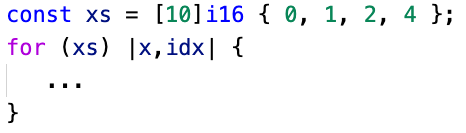 const xs = [10]i16 { 0, 1, 2, 4 };
for (xs) |x,idx| {
   ...
}